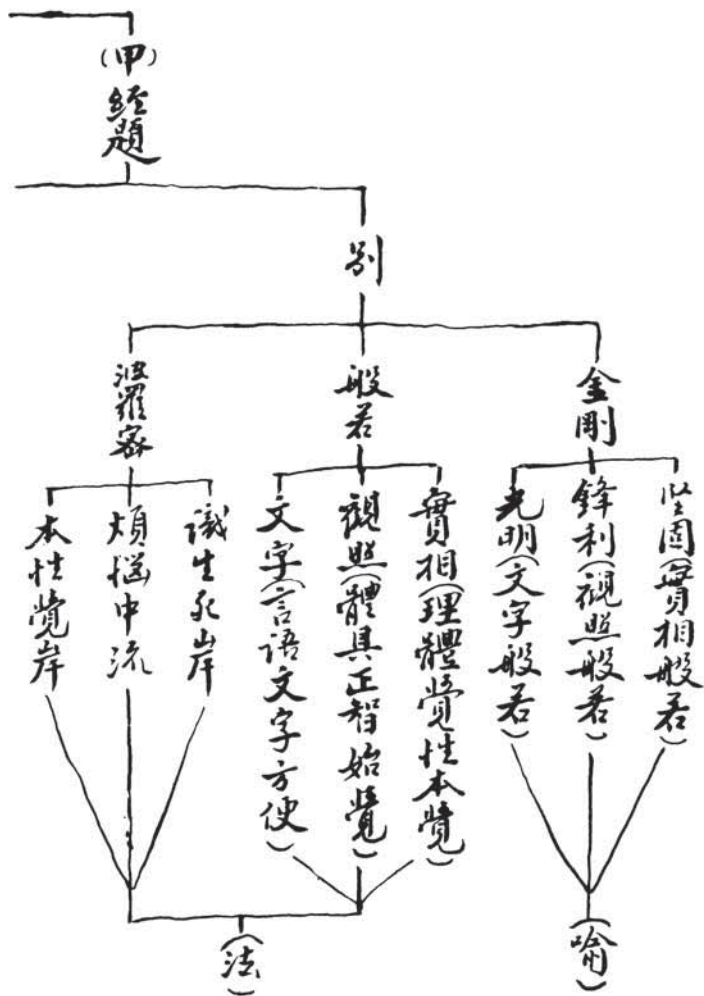 (甲)經題
別
金剛
堅固(實相般若)
鋒利(觀照般若)
光明(文字般若)
(喻)
般若
實相(理體覺性本覺)
觀照(體具正智始覺)
文字(言語文字方便)
波羅密
識生死岸
煩惱中流
本性覺岸
(法)